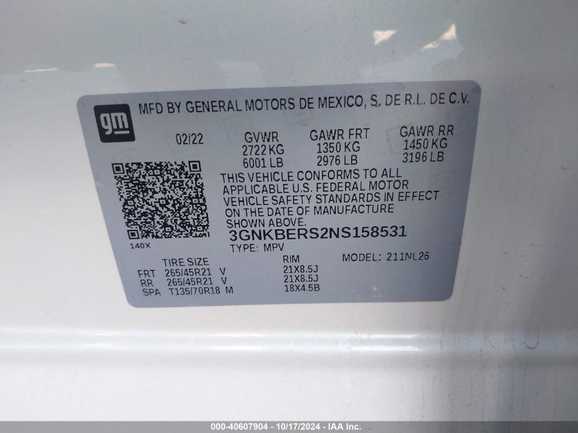 gm
MFD BY GENERAL MOTORS DE MEXICO, S. DE R.L. DE C.V.
02/22 GVWR GAWR FRT GAWR RR
2722 KG 1350 KG 1450 KG
6001 LB 2976 LB 3196 LB
THIS VEHICLE CONFORMS TO ALL
APPLICABLE U.S. FEDERAL MOTOR
VEHICLE SAFETY STANDARDS IN EFFECT
ON THE DATE OF MANUFACTURE
SHOWN ABOVE.
3GNKBERS2NS158531
140X TYPE: MPV MODEL: 211NL26
TIRE SIZE RIM
FRT 265/45R21 V 21X8.5J
RR 265/45R21 V 21X8.5J
SPA T135/70R18 M 18X4.5B
000-40607904 - 10/17/2024 - IAA Inc.